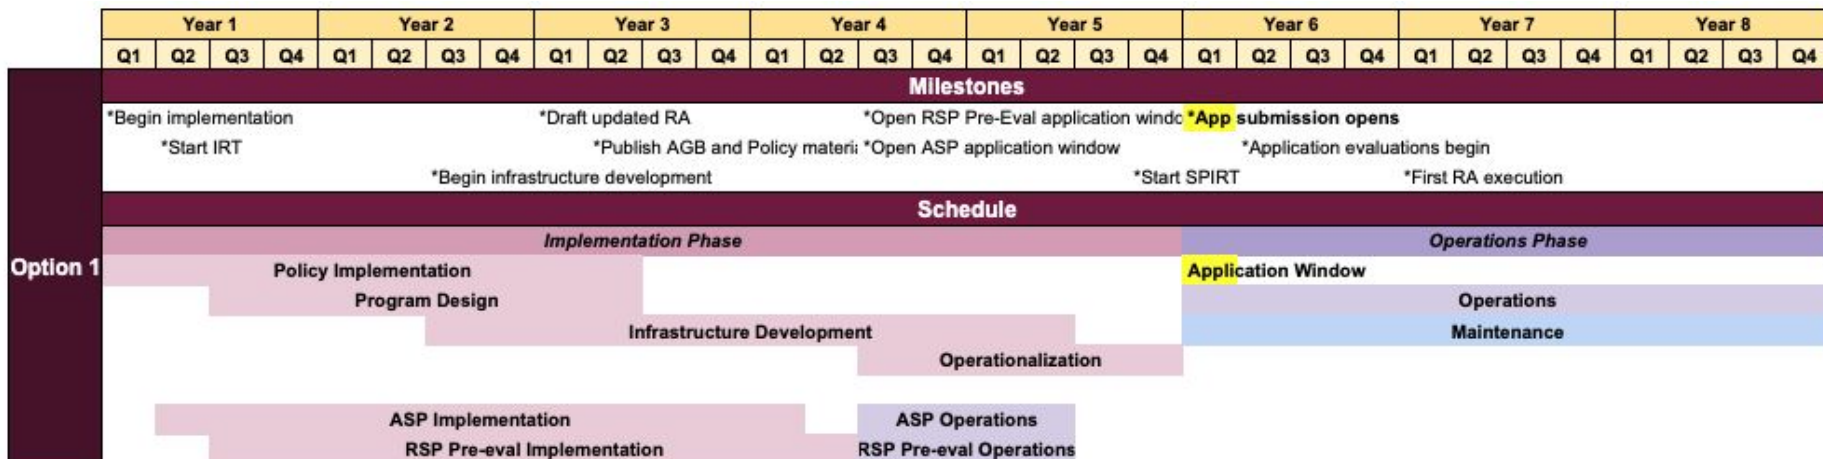 Year 1 Year 2 Year 3 Year 4 Year 5 Year 6 Year 7 Year 8
Q1 Q2 Q3 Q4 Q1 Q2 Q3 Q4 Q1 Q2 Q3 Q4 Q1 Q2 Q3 Q4 Q1 Q2 Q3 Q4 Q1 Q2 Q3 Q4 Q1 Q2 Q3 Q4 Q1 Q2 Q3 Q4
Milestones
*Begin implementation *Draft updated RA *Open RSP Pre-Eval application windo *App submission opens
*Start IRT *Publish AGB and Policy materi *Open ASP application window *Application evaluations begin
*Begin infrastructure development *Start SPIRT *First RA execution
Schedule
Implementation Phase Operations Phase
Option 1 Policy Implementation Application Window
Program Design Operations
Infrastructure Development Maintenance
Operationalization
ASP Implementation ASP Operations
RSP Pre-eval Implementation RSP Pre-eval Operations